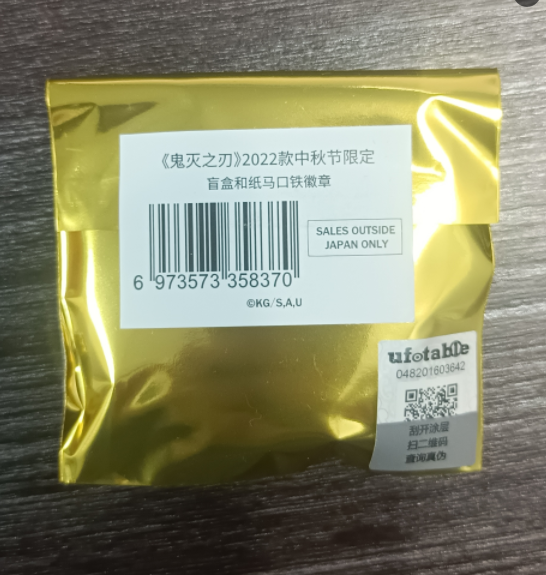 《鬼灭之刃》2022款中秋节限定
盲盒和纸马口铁徽章
SALES OUTSIDE
JAPAN ONLY
6 973573 358370
©KG/S,A,U
ufotable
048201603642
刮开涂层
扫二维码
查询真伪